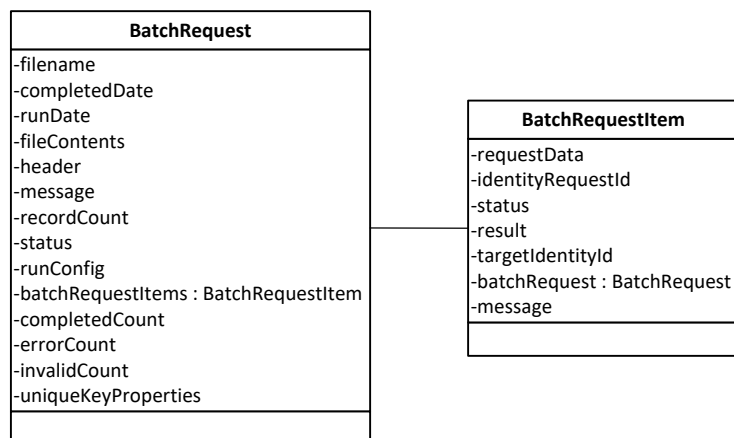 BatchRequest
-filename
-completedDate
-runDate
-fileContents
-header
-message
-recordCount
-status
-runConfig
-batchRequestItems : BatchRequestItem
-completedCount
-errorCount
-invalidCount
-uniqueKeyProperties
BatchRequestItem
-requestData
-identityRequestId
-status
-result
-targetIdentityId
-batchRequest : BatchRequest
-message